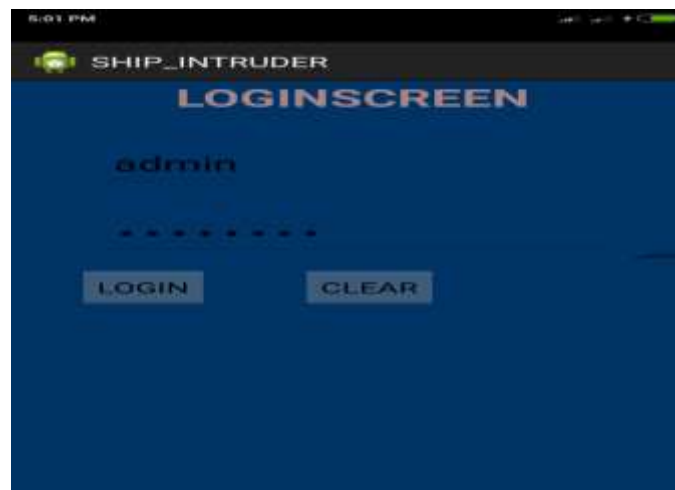 5:01 PM
SHIP_INTRUDER
LOGINSCREEN
admin
••••••••
LOGIN
CLEAR